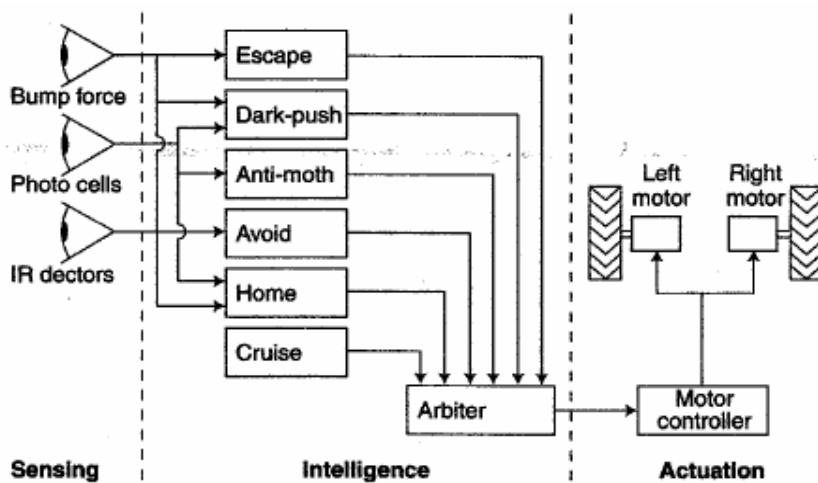 Escape
Bump force
Dark-push
Photo cells
Anti-moth
Left motor
Right motor
IR dectors
Avoid
Home
Cruise
Arbiter
Motor controller
Sensing
Intelligence
Actuation